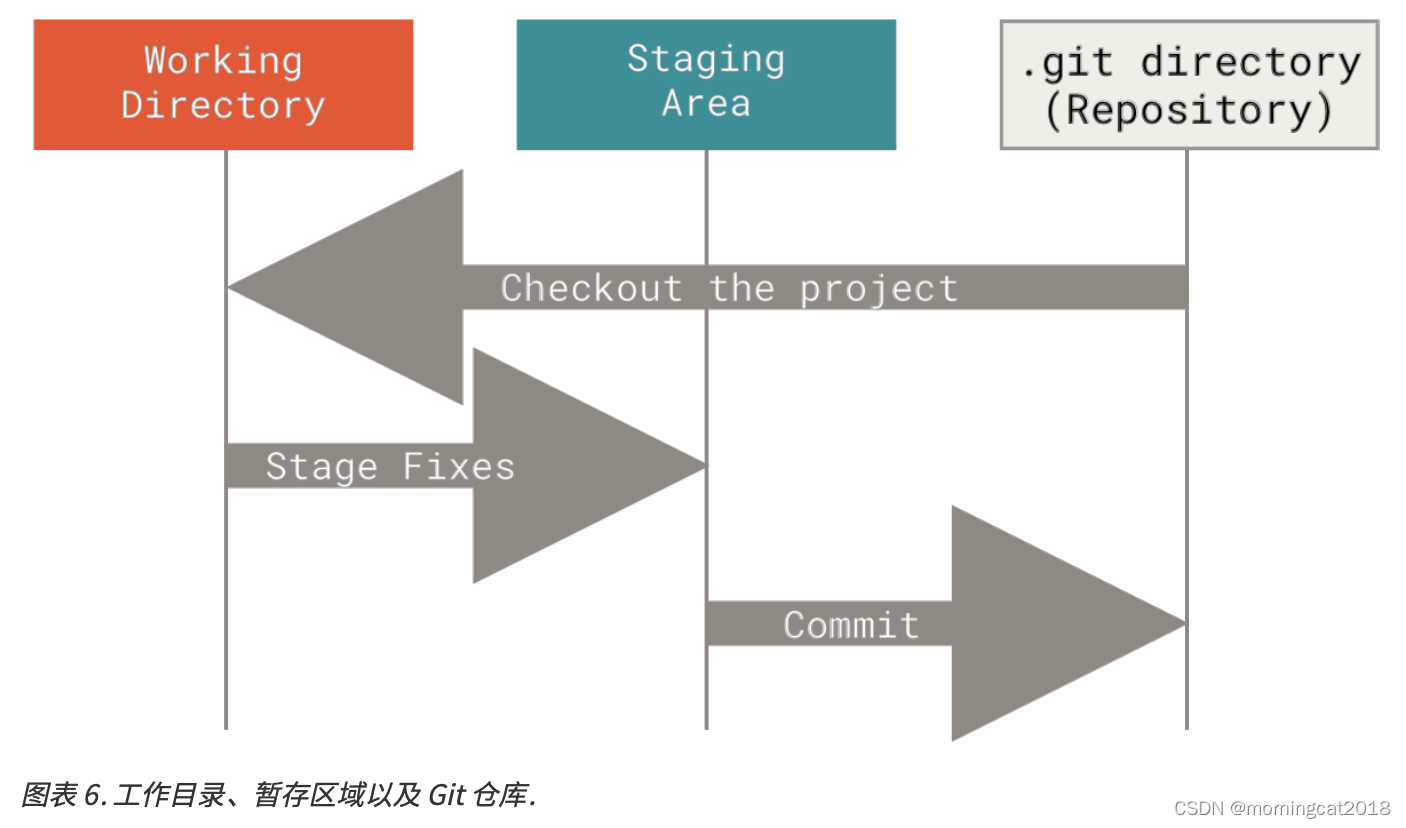 Working
Directory
Staging
Area
.git directory
(Repository)
Checkout the project
Stage Fixes
Commit
图表 6. 工作目录、暂存区域以及 Git 仓库.
CSDN @morningcat2018